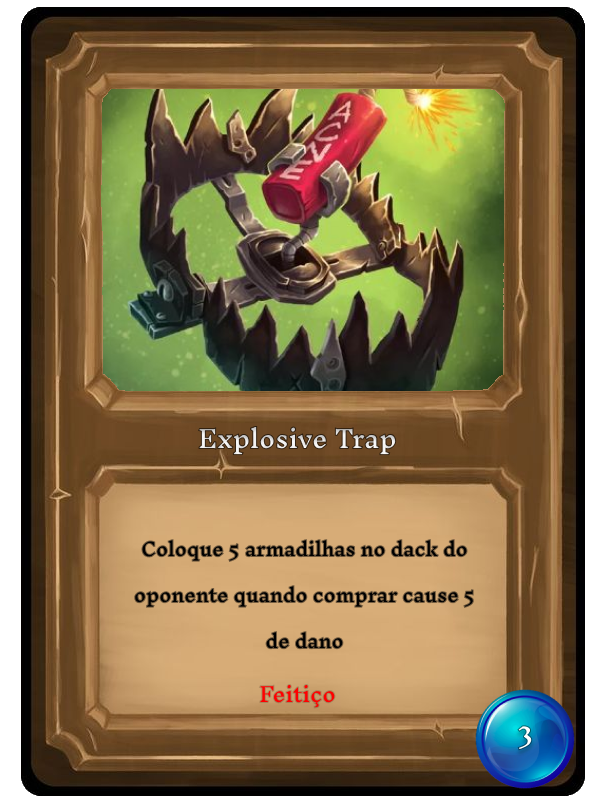 ACME
Explosive Trap
Coloque 5 armadilhas no dack do
oponente quando comprar cause 5
de dano
Feitiço
3